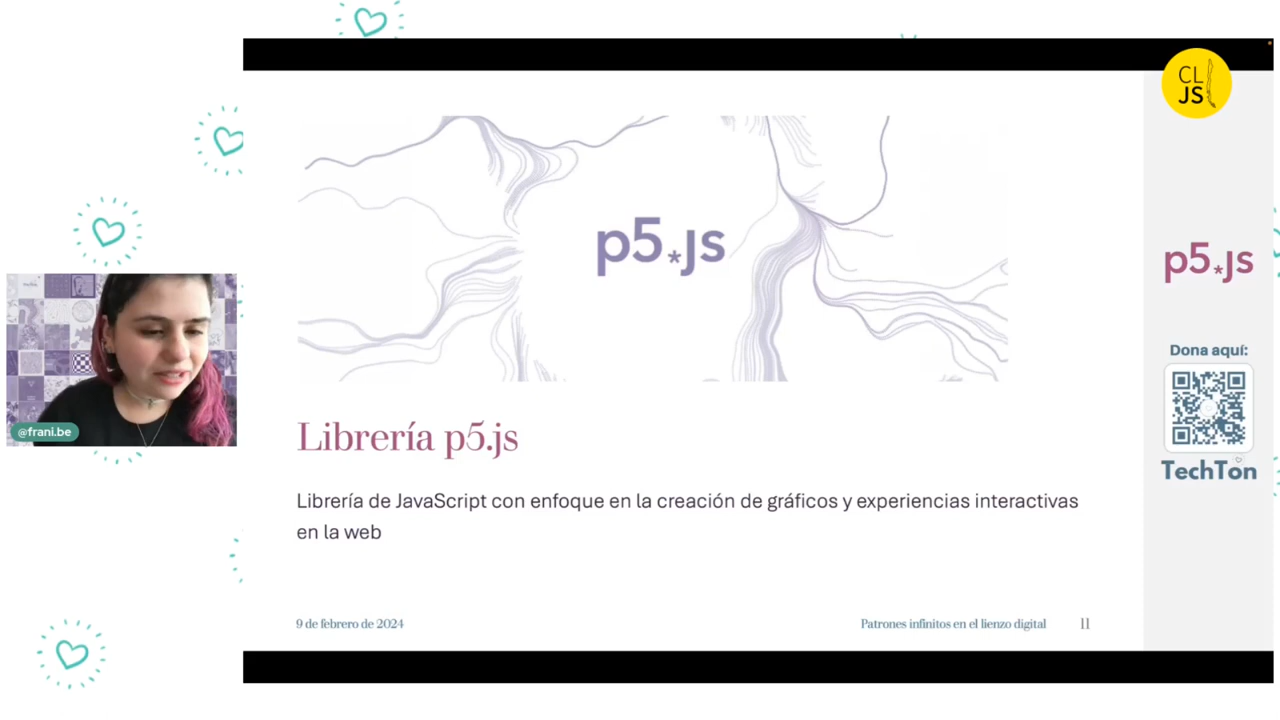 CL
JS
p5.js
p5*js
Dona aquí:
TechTon
@frani.be
Librería p5.js
Librería de JavaScript con enfoque en la creación de gráficos y experiencias interactivas
en la web
9 de febrero de 2024
Patrones infinitos en el lienzo digital
11